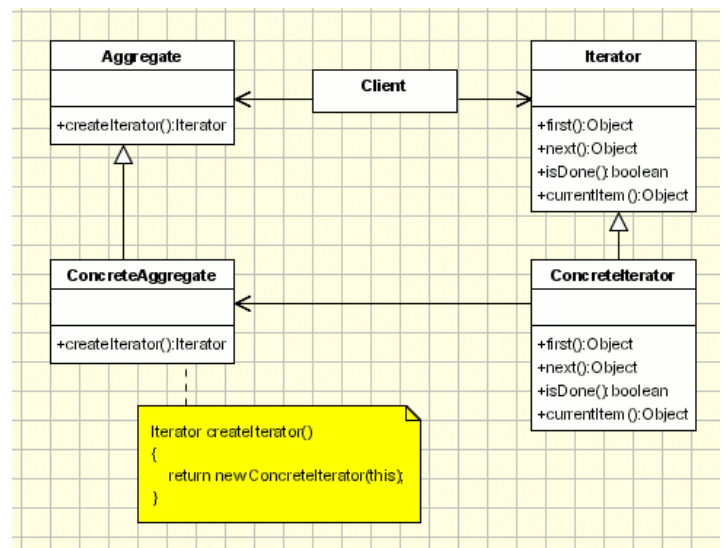 Aggregate
+createIterator():Iterator
Client
Iterator
+first():Object
+next():Object
+isDone():boolean
+currentItem():Object
ConcreteAggregate
+createIterator():Iterator
ConcreteIterator
+first():Object
+next():Object
+isDone():boolean
+currentItem():Object
Iterator createIterator()
{
return new ConcreteIterator(this);
}